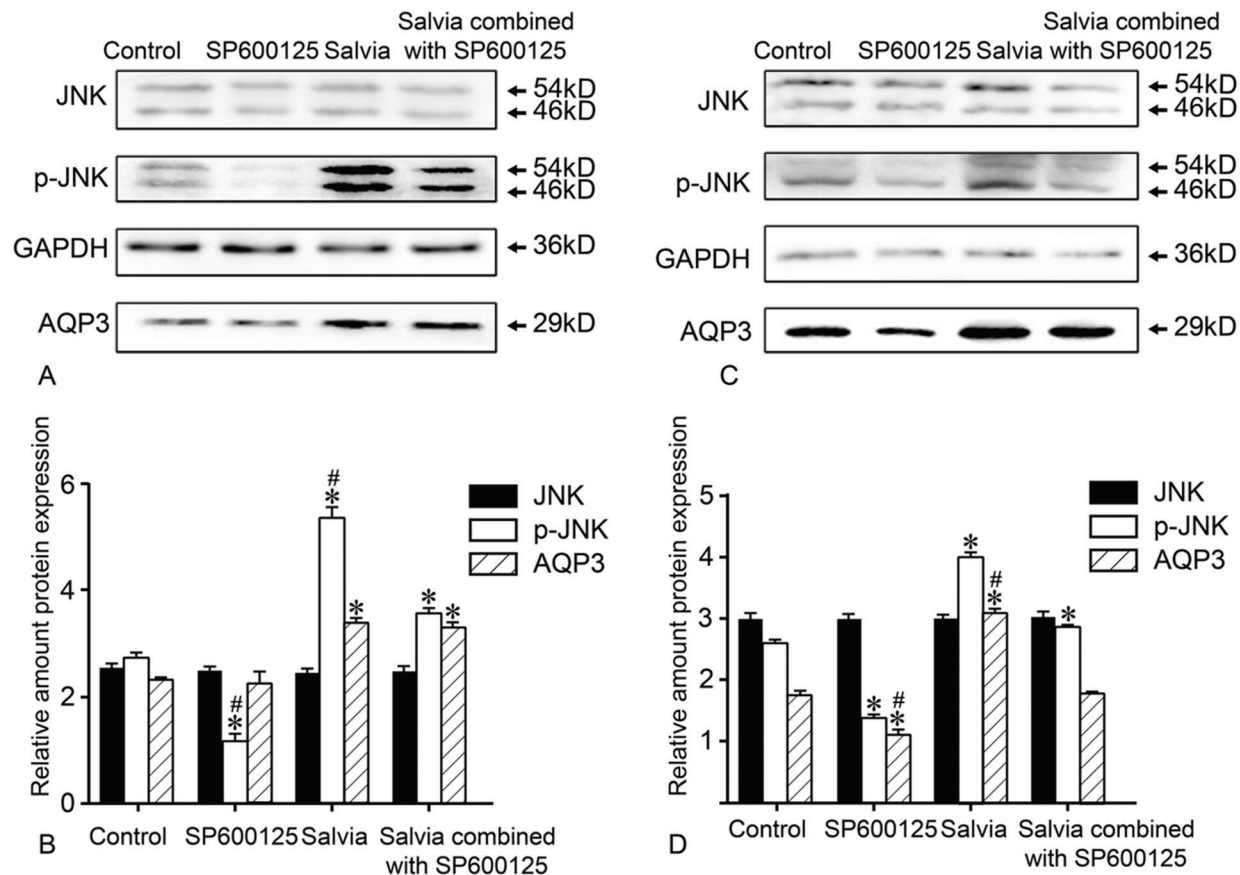 Control SP600125 Salvia Salvia combined
with SP600125
JNK
54kD
46kD
p-JNK
54kD
46kD
GAPDH
36kD
AQP3
29kD
A
Control SP600125 Salvia Salvia combined
with SP600125
JNK
54kD
46kD
p-JNK
54kD
46kD
GAPDH
36kD
AQP3
29kD
C
Relative amount protein expression
6
4
2
0
JNK
p-JNK
AQP3
#
*
#
*
*
*
*
Control SP600125 Salvia Salvia combined
with SP600125
B
Relative amount protein expression
5
4
3
2
1
JNK
p-JNK
AQP3
*
#
*
*
#
*
*
Control SP600125 Salvia Salvia combined
with SP600125
D